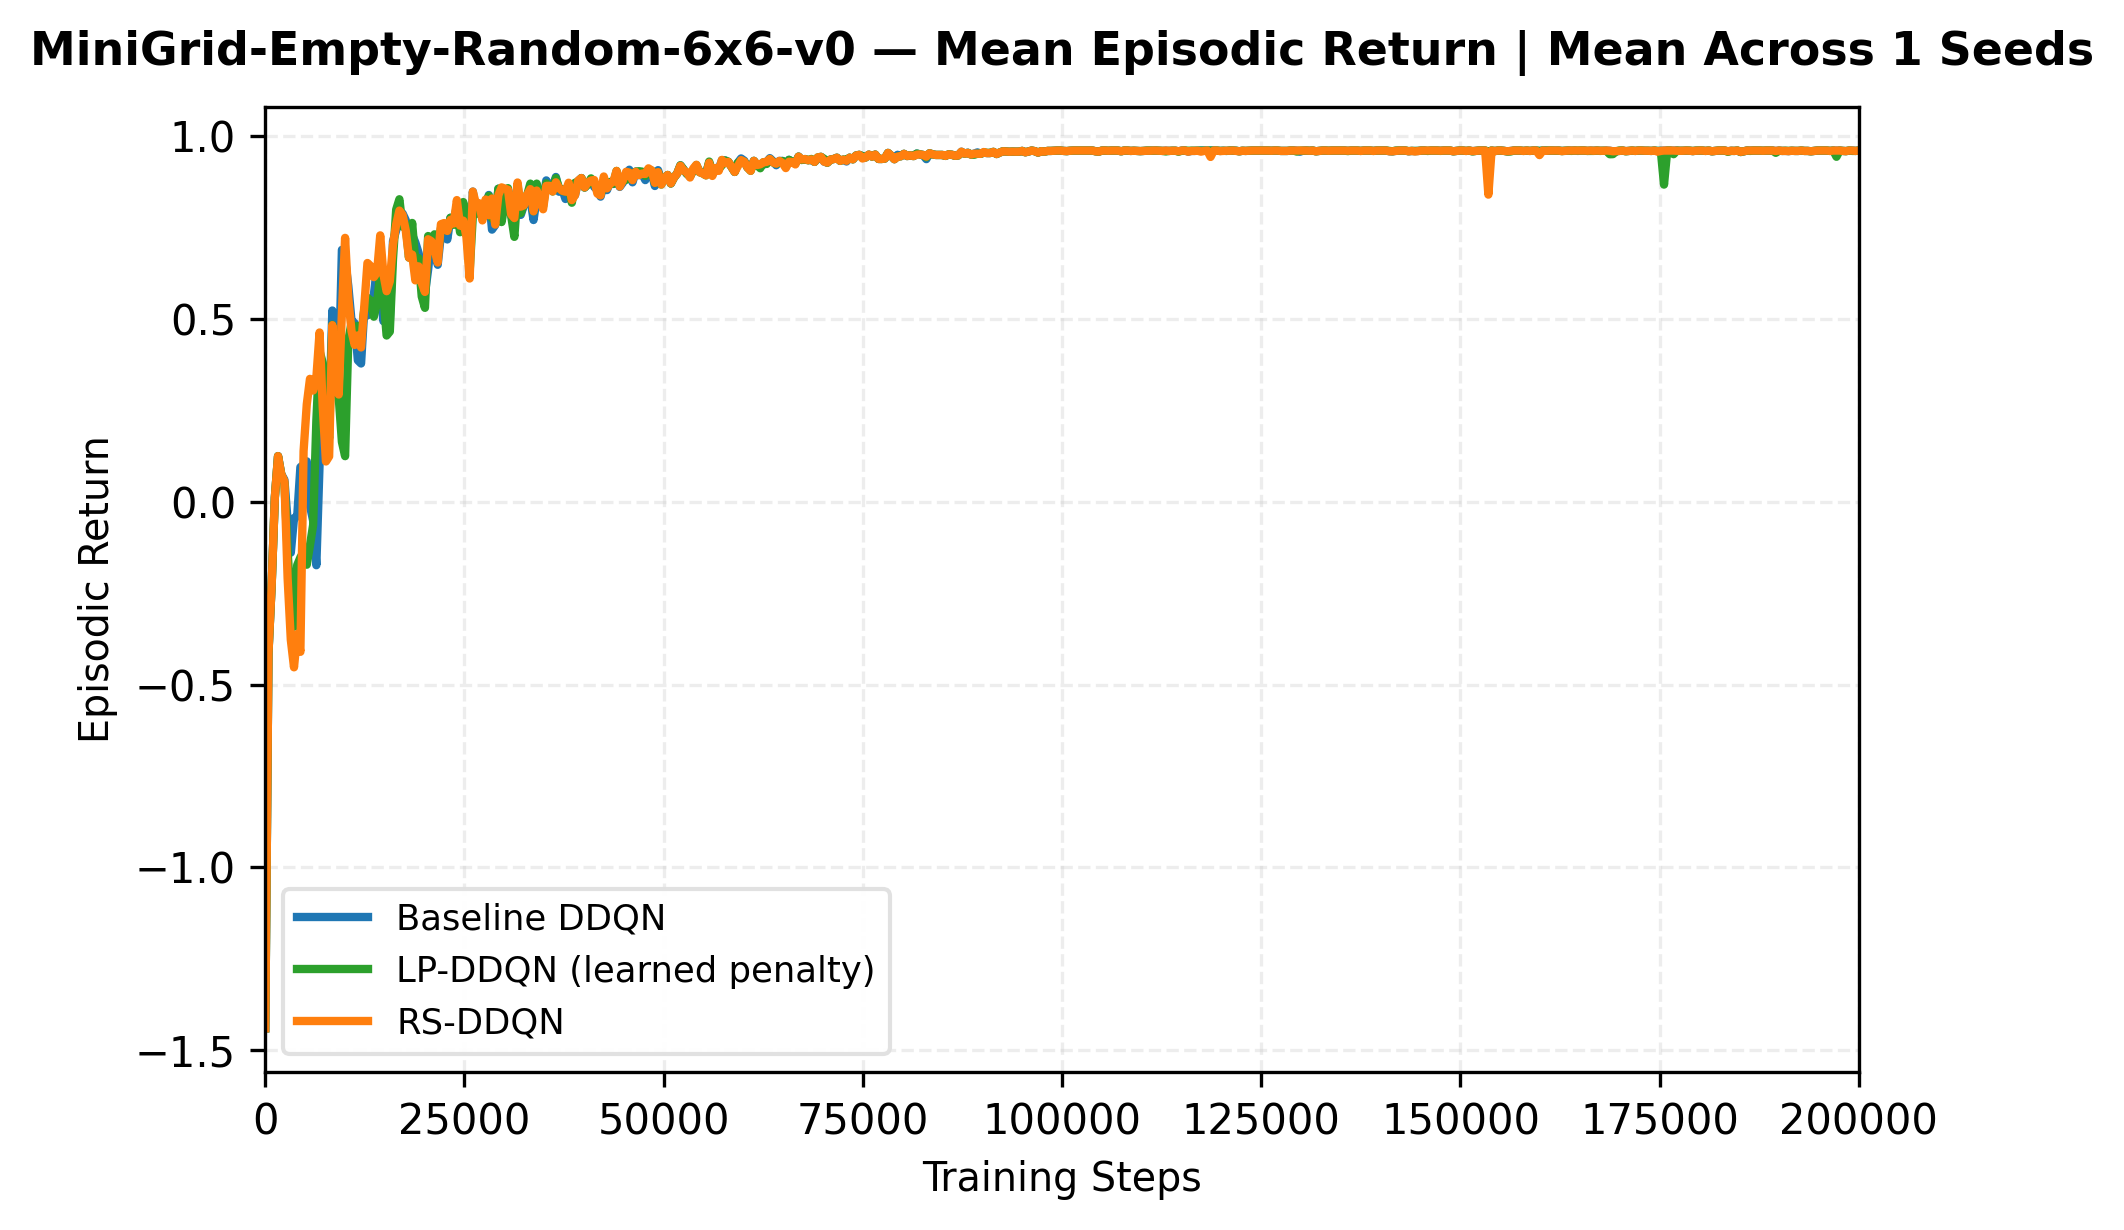 MiniGrid-Empty-Random-6x6-v0 — Mean Episodic Return | Mean Across 1 Seeds
1.0
0.5
0.0
−0.5
−1.0
−1.5
Episodic Return
Baseline DDQN
LP-DDQN (learned penalty)
RS-DDQN
0 25000 50000 75000 100000 125000 150000 175000 200000
Training Steps